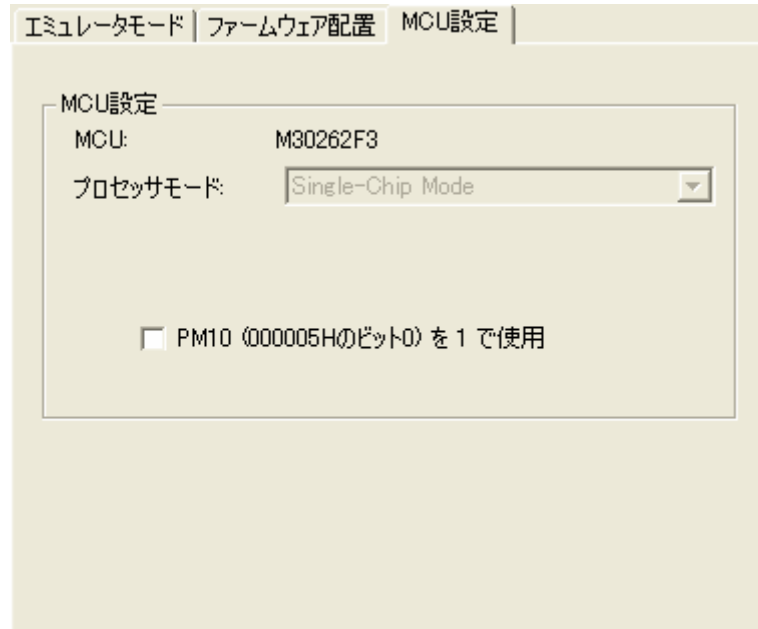 エミュレータモード ファームウェア配置 MCU設定
MCU設定
MCU: M30262F3
プロセッサモード: Single-Chip Mode
PM10 (000005Hのビット0) を 1 で使用